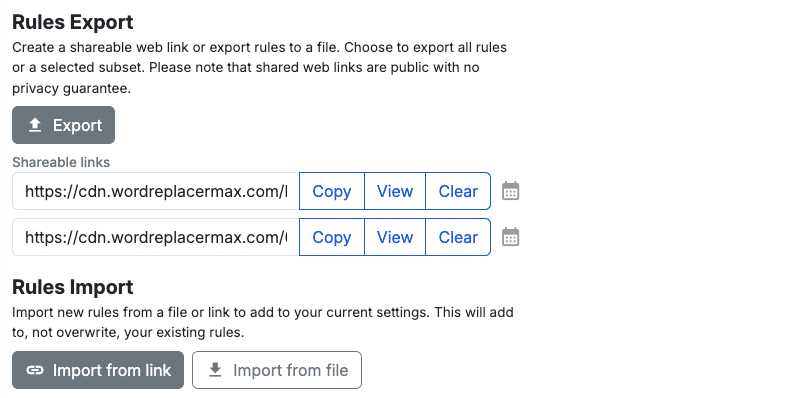 Rules Export
Create a shareable web link or export rules to a file. Choose to export all rules
or a selected subset. Please note that shared web links are public with no
privacy guarantee.
Export
Shareable links
https://cdn.wordreplacermax.com/ Copy View Clear
https://cdn.wordreplacermax.com/ Copy View Clear
Rules Import
Import new rules from a file or link to add to your current settings. This will add
to, not overwrite, your existing rules.
Import from link Import from file